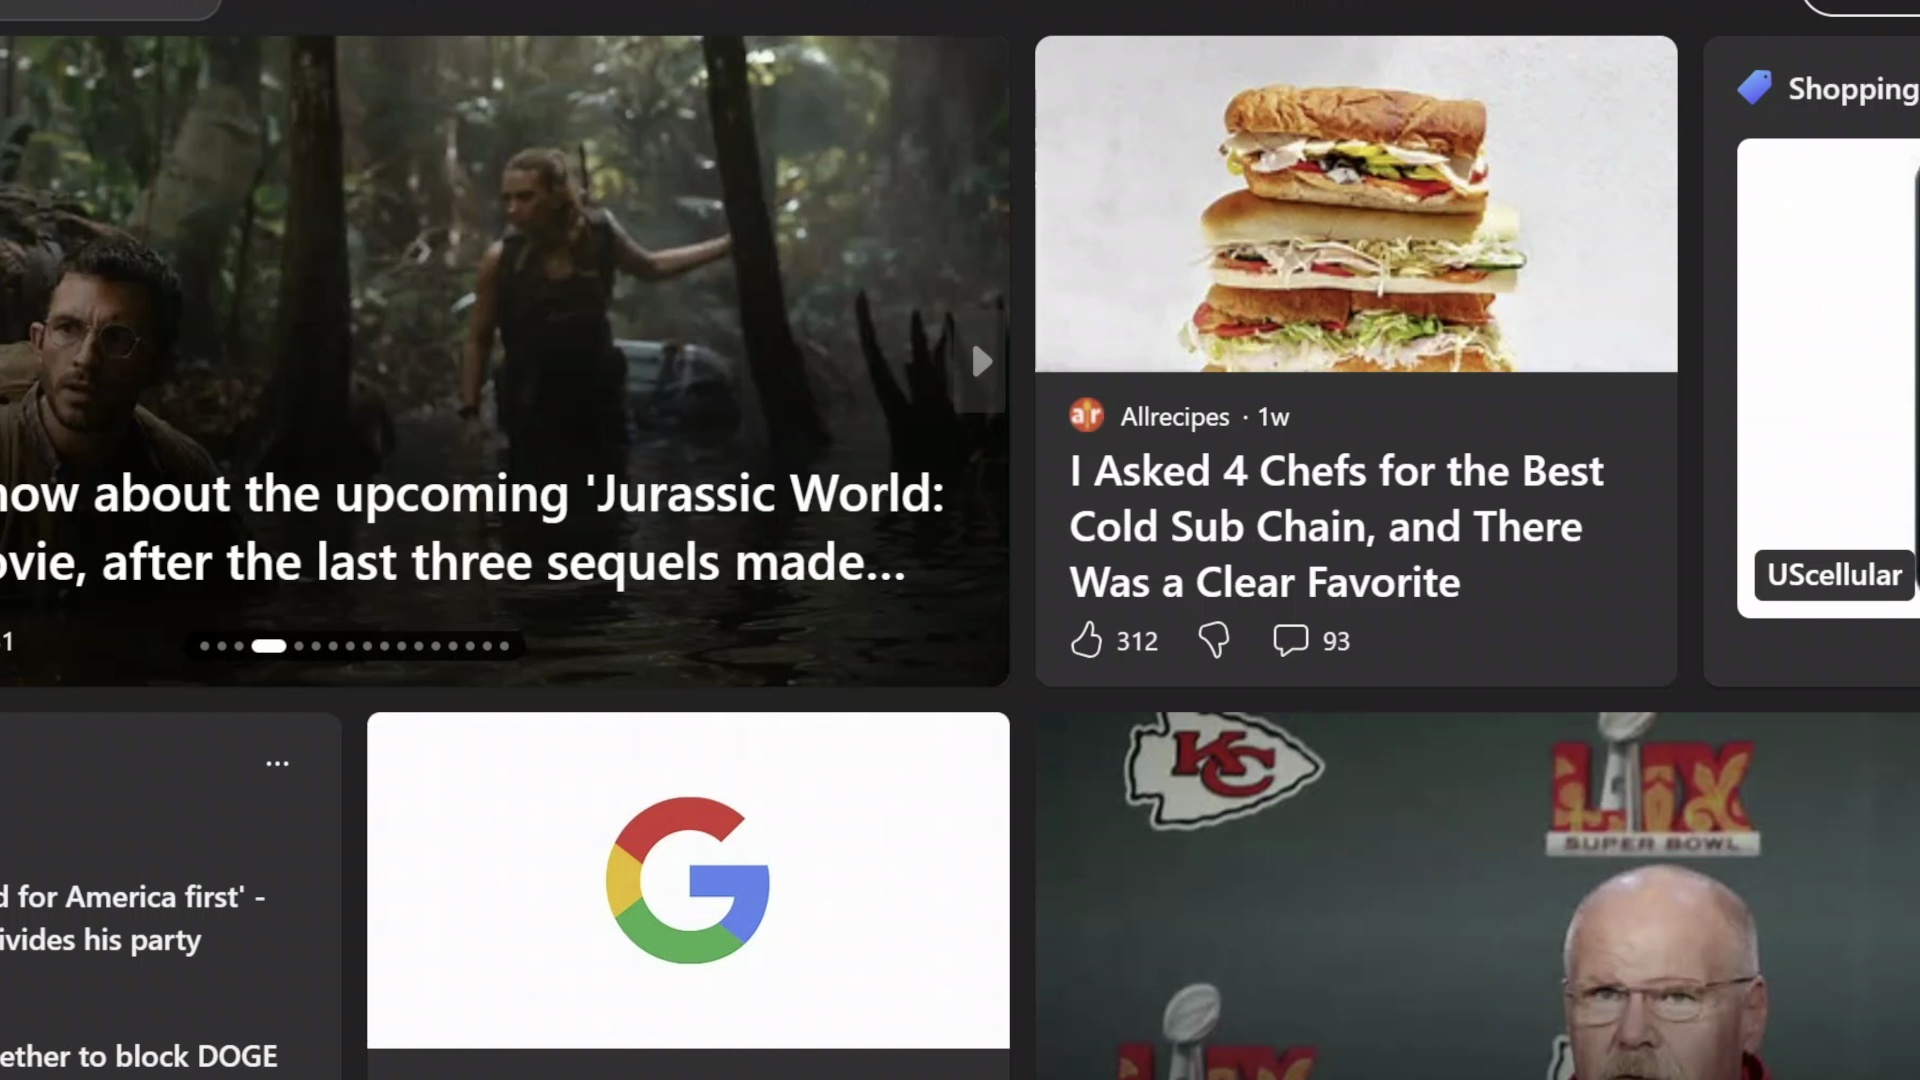 now about the upcoming 'Jurassic World:
ovie, after the last three sequels made...
1
ar Allrecipes · 1w
I Asked 4 Chefs for the Best
Cold Sub Chain, and There
Was a Clear Favorite
312
93
Shopping
UScellular
d for America first' -
ivides his party
ether to block DOGE
G
KC
LIX
SUPER BOWL
LIX